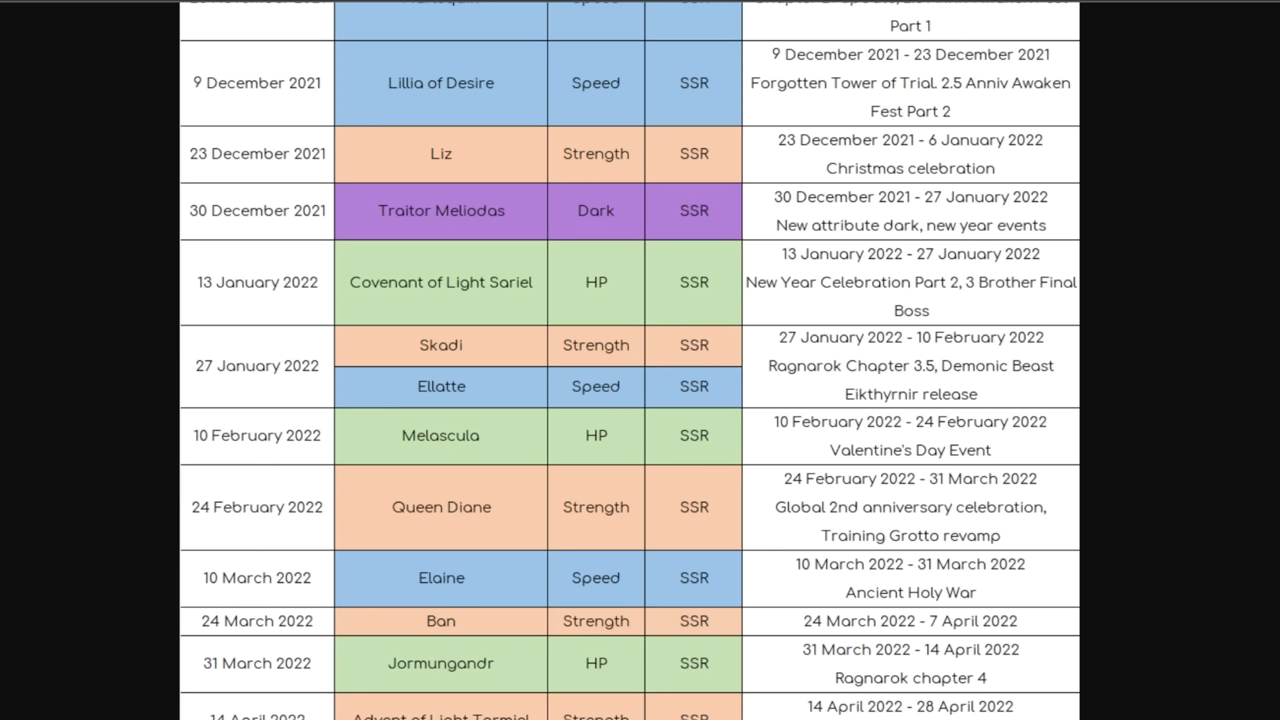 Part 1
9 December 2021 Lillia of Desire Speed SSR 9 December 2021 - 23 December 2021
Forgotten Tower of Trial. 2.5 Anniv Awaken
Fest Part 2
23 December 2021 Liz Strength SSR 23 December 2021 - 6 January 2022
Christmas celebration
30 December 2021 Traitor Meliodas Dark SSR 30 December 2021 - 27 January 2022
New attribute dark, new year events
13 January 2022 Covenant of Light Sariel HP SSR 13 January 2022 - 27 January 2022
New Year Celebration Part 2, 3 Brother Final
Boss
27 January 2022 Skadi Strength SSR 27 January 2022 - 10 February 2022
Ragnarok Chapter 3.5, Demonic Beast
Ellatte Speed SSR Eikthyrnir release
10 February 2022 Melascula HP SSR 10 February 2022 - 24 February 2022
Valentine's Day Event
24 February 2022 Queen Diane Strength SSR 24 February 2022 - 31 March 2022
Global 2nd anniversary celebration,
Training Grotto revamp
10 March 2022 Elaine Speed SSR 10 March 2022 - 31 March 2022
Ancient Holy War
24 March 2022 Ban Strength SSR 24 March 2022 - 7 April 2022
31 March 2022 Jormungandr HP SSR 31 March 2022 - 14 April 2022
Ragnarok chapter 4
14 April 2022 Advent of Light Tarmiel Strength SSR 14 April 2022 - 28 April 2022